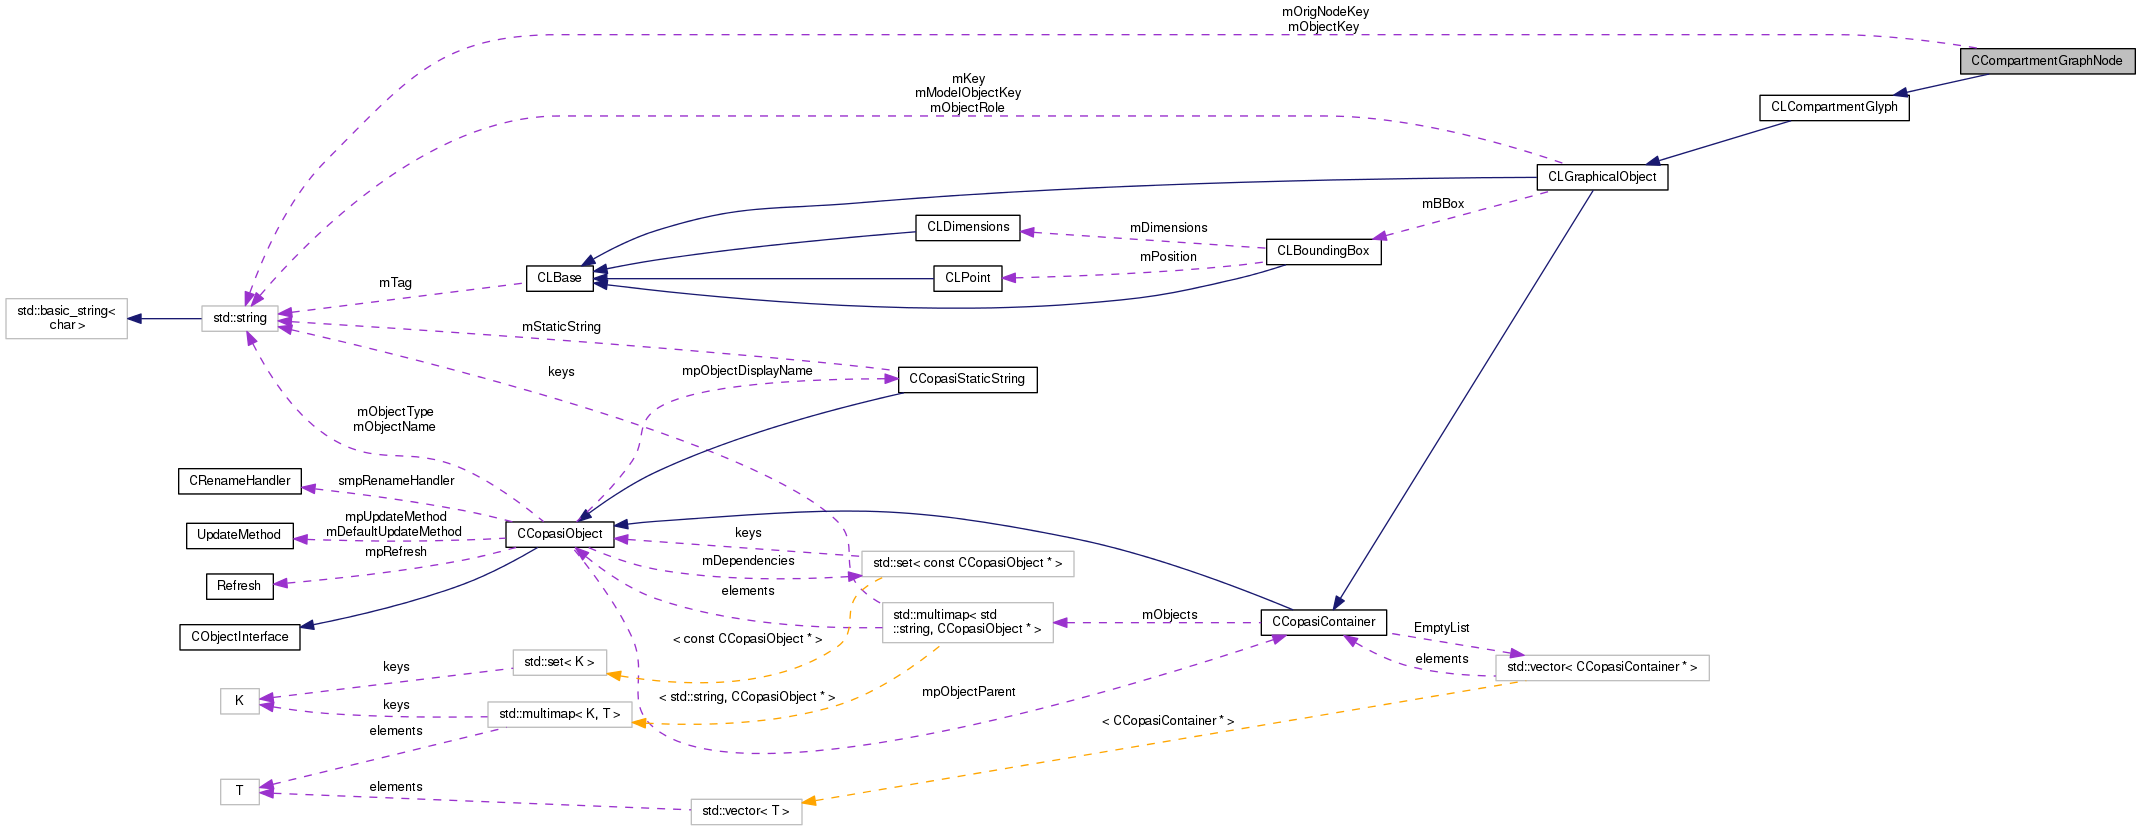 mOrigNodeKey
mObjectKey
CCompartmentGraphNode
mKey
mModelObjectKey
mObjectRole
CLCompartmentGlyph
CLGraphicalObject
mBBox
CLDimensions
mDimensions
CLBoundingBox
mPosition
CLBase
CLPoint
mTag
std::basic_string<
char >
std::string
mStaticString
keys
mpObjectDisplayName
CCopasiStaticString
mObjectType
mObjectName
CRenameHandler
smpRenameHandler
mpUpdateMethod
mDefaultUpdateMethod
UpdateMethod
CCopasiObject
keys
mpRefresh
mDependencies
std::set< const CCopasiObject * >
Refresh
elements
std::multimap< std
::string, CCopasiObject * >
mObjects
CCopasiContainer
EmptyList
CObjectInterface
< const CCopasiObject * >
elements
std::vector< CCopasiContainer * >
std::set< K >
keys
K
< std::string, CCopasiObject * >
mpObjectParent
keys
std::multimap< K, T >
< CCopasiContainer * >
elements
T
elements
std::vector< T >